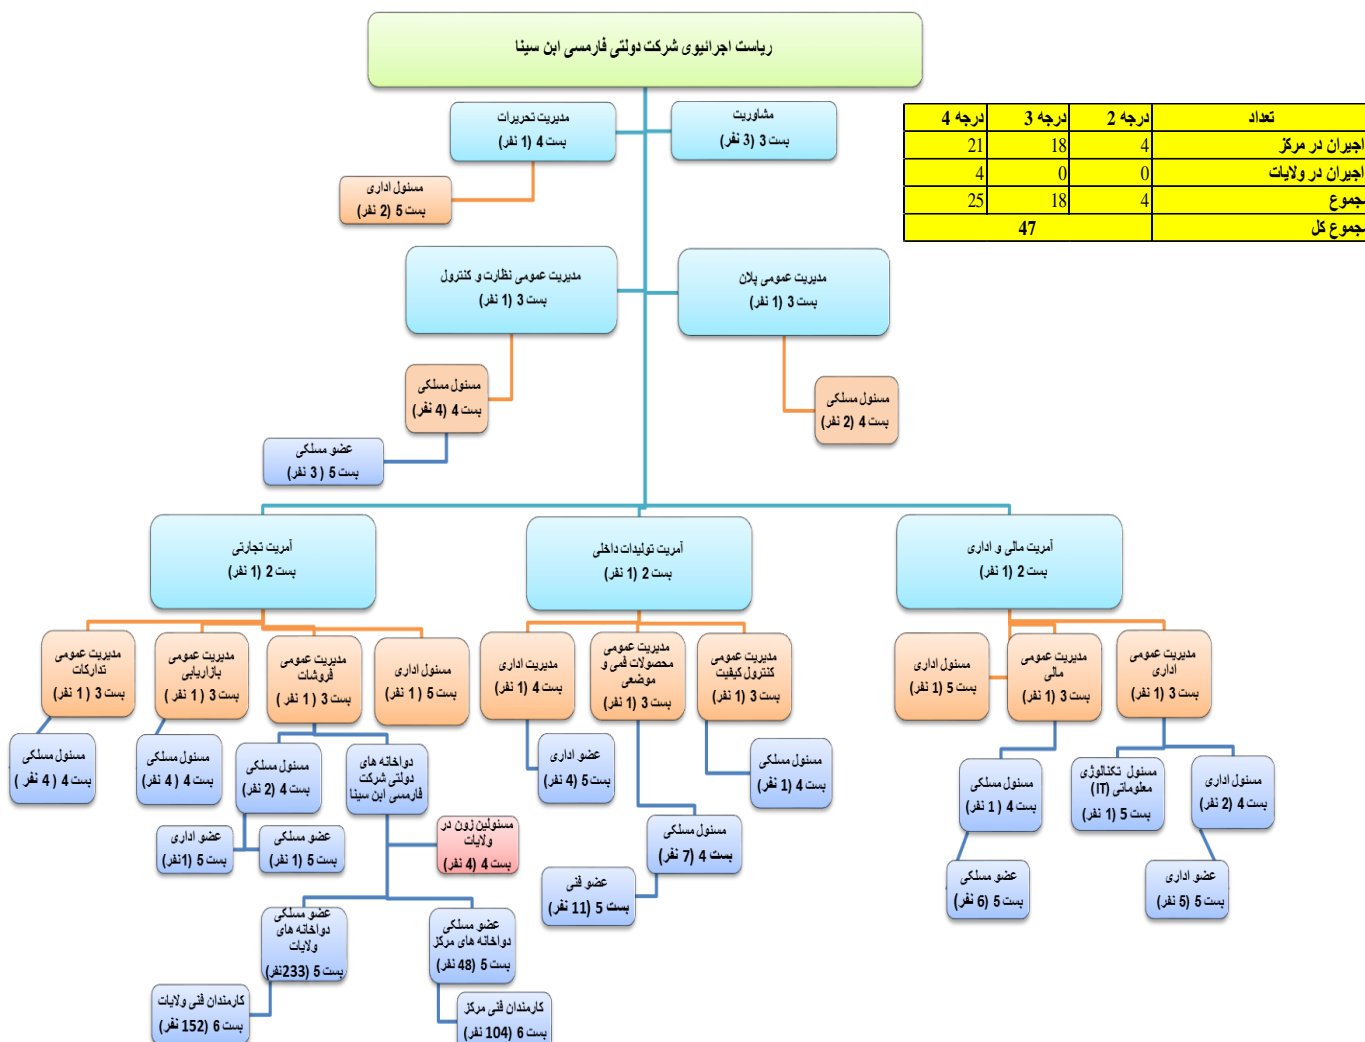 ریاست اجرائیوی شرکت دولتی فارمسی ابن سینا
مشاوریت
بست 3 (3 نفر)
مدیریت تحریرات
بست 4 (1 نفر)
مسئول اداری
بست 5 (2 نفر)
تعداد درجه 2 درجه 3 درجه 4
اجیران در مرکز 4 18 21
اجیران در ولایات 0 0 4
مجموع 4 18 25
مجموع کل 47
مدیریت عمومی پلان
بست 3 (1 نفر)
مدیریت عمومی نظارت و کنترول
بست 3 (1 نفر)
مسئول مسلکی
بست 4 (2 نفر)
مسئول مسلکی
بست 4 (4 نفر)
عضو مسلکی
بست 5 ( 3 نفر)
آمریت مالی و اداری
بست 2 (1 نفر)
آمریت تولیدات داخلی
بست 2 (1 نفر)
آمریت تجارتی
بست 2 (1 نفر)
مدیریت عمومی
اداری
بست 3 (1 نفر)
مدیریت عمومی
مالی
بست 3 (1 نفر)
مسئول اداری
بست 5 (1 نفر)
مدیریت عمومی
کنترول کیفیت
بست 3 (1 نفر)
مدیریت عمومی
محصولات فمی و
موضعی
بست 3 (1 نفر)
مدیریت اداری
بست 4 (1 نفر)
مسئول اداری
بست 5 ( 1 نفر)
مدیریت عمومی
فروشات
بست 3 ( 1 نفر )
مدیریت عمومی
بازاریابی
بست 3 ( 1 نفر )
مدیریت عمومی
تدارکات
بست 3 ( 1 نفر)
مسئول اداری
بست 4 (2 نفر)
مسئول تکنالوژی
معلوماتی (IT)
بست 5 (1 نفر)
مسئول مسلکی
بست 4 ( 1 نفر)
مسئول مسلکی
بست 4 (1 نفر)
عضو اداری
بست 5 (4 نفر)
دواخانه های
دولتی شرکت
فارمسی ابن سینا
مسئول مسلکی
بست 4 (2 نفر)
مسئول مسلکی
بست 4 ( 4 نفر)
مسئول مسلکی
بست 4 ( 4 نفر )
عضو اداری
بست 5 (5 نفر)
عضو مسلکی
بست 5 (6 نفر)
مسئول مسلکی
بست 4 (7 نفر)
عضو فنی
بست 5 (11 نفر)
مسئولین زون در
ولایات
بست 4 (4 نفر)
عضو مسلکی
بست 5 (1 نفر)
عضو اداری
بست 5 (1نفر)
عضو مسلکی
دواخانه های مرکز
بست 5 (48 نفر)
عضو مسلکی
دواخانه های
ولایات
بست 5 (233نفر)
کارمندان فنی مرکز
بست 6 (104 نفر)
کارمندان فنی ولایات
بست 6 (152 نفر)